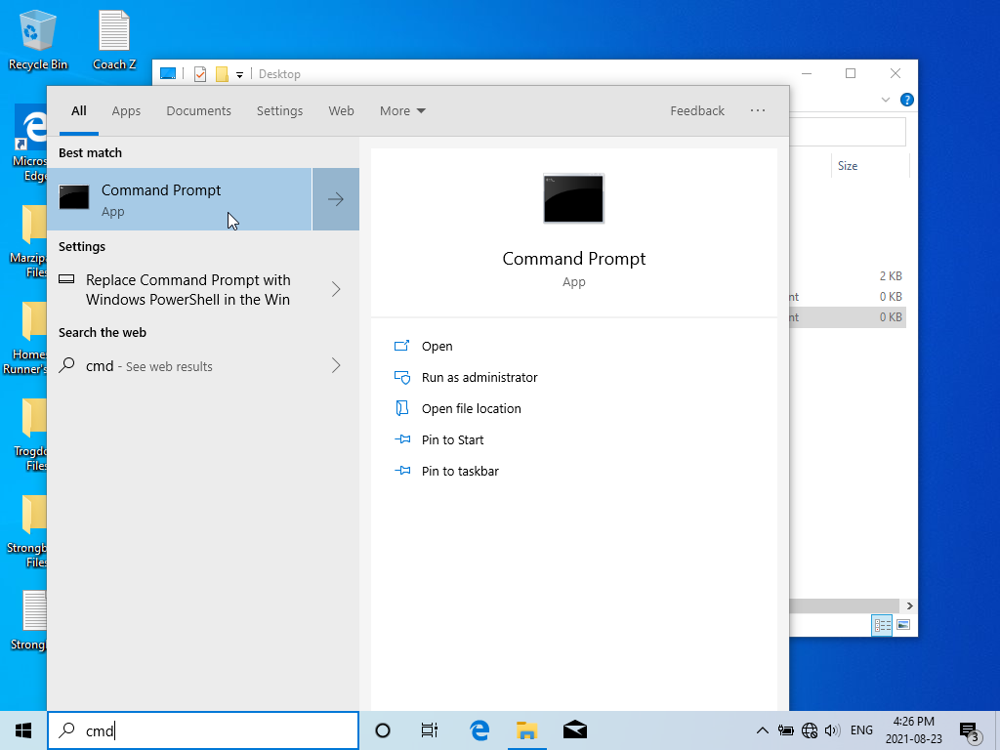 Recycle Bin
Coach Z
Desktop
All
Apps
Documents
Settings
Web
More
Feedback
Size
Micros
Edge
Best match
Command Prompt
App
Settings
Replace Command Prompt with
Windows PowerShell in the Win
Search the web
cmd - See web results
Command Prompt
App
Open
Run as administrator
Open file location
Pin to Start
Pin to taskbar
2 KB
nt
0 KB
nt
0 KB
Marzipa
Files
Homes
Runner's
Trogdo
Files
Strongb
Files
Strongb
cmd
ENG
4:26 PM
2021-08-23
3